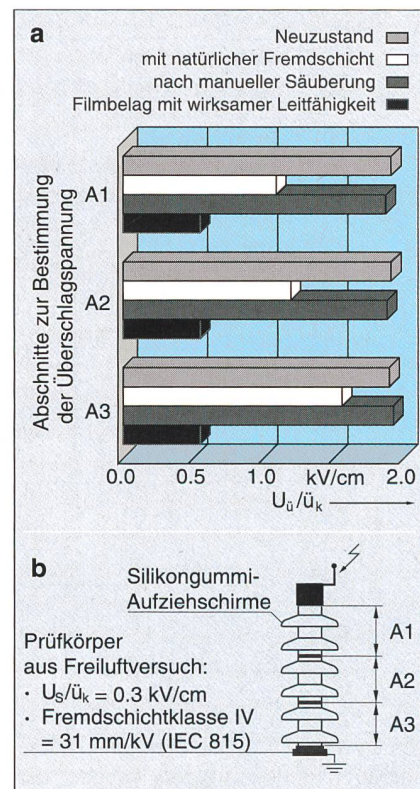 a
Neuzustand
mit natürlicher Fremdschicht
nach manueller Säuberung
Filmbelag mit wirksamer Leitfähigkeit
Abschnitte zur Bestimmung
der Überschlagspannung
A1
A2
A3
0.0 0.5 1.0 kV/cm 2.0
Uü/ük
b
Silikongummi-
Aufziehschirme
Prüfkörper
aus Freiluftversuch:
· US/ük = 0.3 kV/cm
· Fremdschichtklasse IV
= 31 mm/kV (IEC 815)
A1
A2
A3